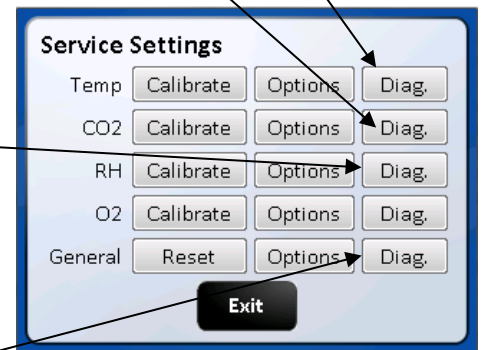 Service Settings
Temp Calibrate Options Diag.
CO2 Calibrate Options Diag.
RH Calibrate Options Diag.
O2 Calibrate Options Diag.
General Reset Options Diag.
Exit